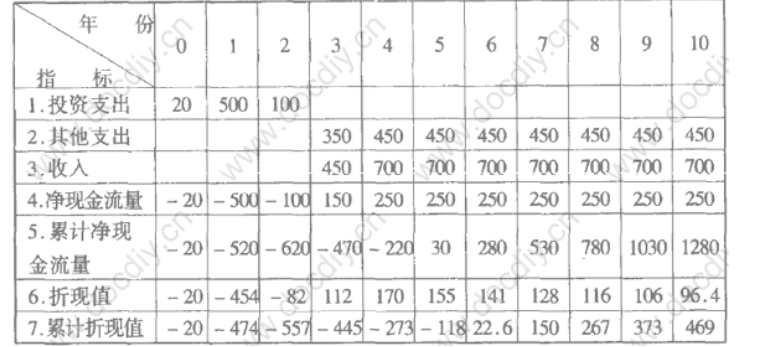 年 份 0 1 2 3 4 5 6 7 8 9 10
指 标
1.投资支出 20 500 100
2.其他支出 350 450 450 450 450 450 450 450
3.收入 450 700 700 700 700 700 700 700
4.净现金流量 -20 -500 -100 150 250 250 250 250 250 250 250
5.累计净现
金流量 -20 -520 -620 -470 -220 30 280 530 780 1030 1280
6.折现值 -20 -454 -82 112 170 155 141 128 116 106 96.4
7.累计折现值 -20 -474 -557 -445 -273 -118 22.6 150 267 373 469
www.docdiy.cn